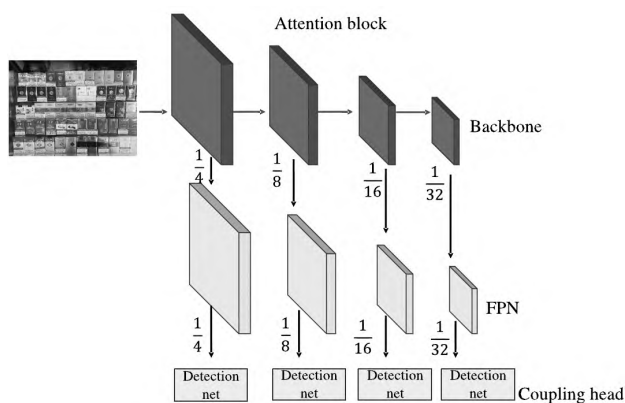 Attention block
Backbone
1/4
1/8
1/16
1/32
FPN
1/4
1/8
1/16
1/32
Detection net
Detection net
Detection net
Detection net
Coupling head